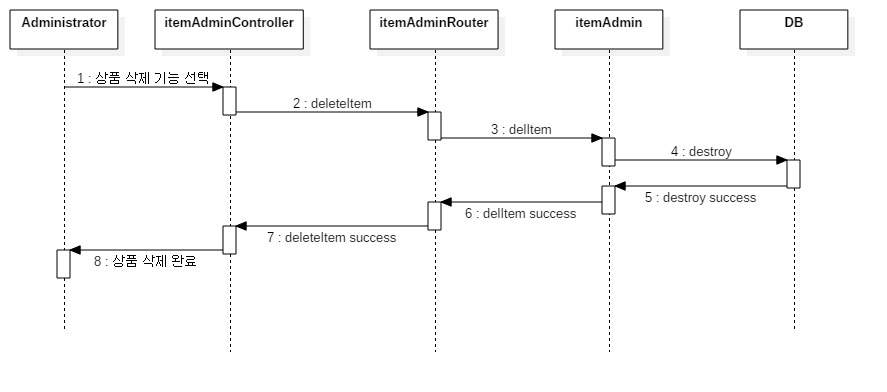 Administrator
itemAdminController
itemAdminRouter
itemAdmin
DB
1 : 상품 삭제 기능 선택
2 : deleteItem
3 : delItem
4 : destroy
5 : destroy success
6 : delItem success
7 : deleteItem success
8 : 상품 삭제 완료